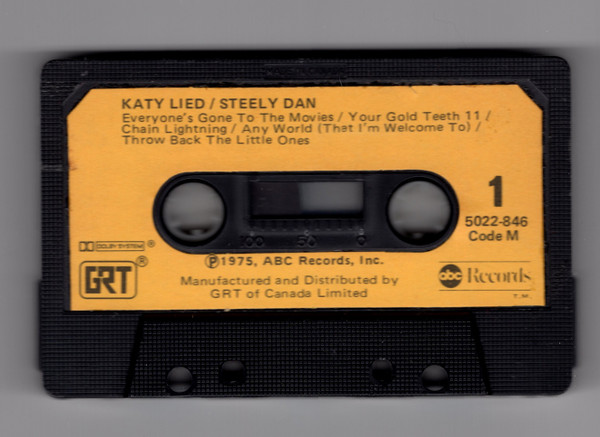 KATY LIED / STEELY DAN
Everyone's Gone To The Movies / Your Gold Teeth 11 /
Chain Lightning / Any World (That I'm Welcome To) /
Throw Back The Little Ones
1
5022-846
Code M
100 50 0
DOLBY SYSTEM ®
GRT ®
℗1975, ABC Records, Inc.
Manufactured and Distributed by
GRT of Canada Limited
abc Records
T.M.